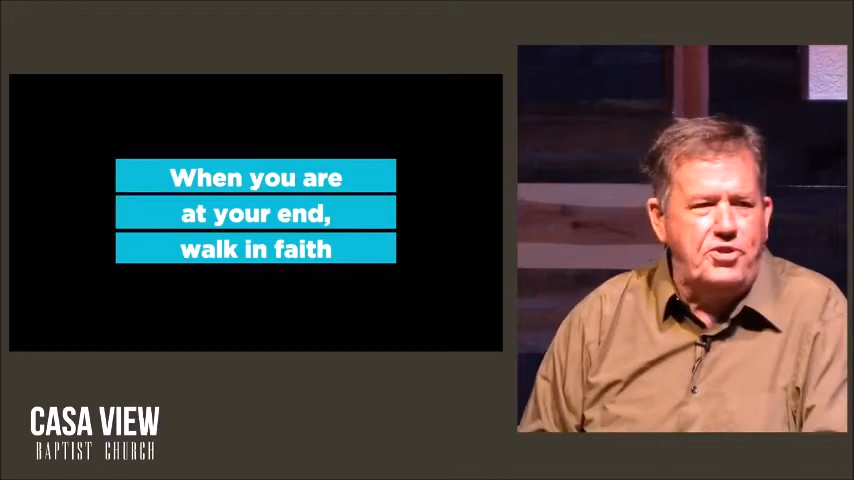 When you are
at your end,
walk in faith
CASA VIEW
BAPTIST CHURCH